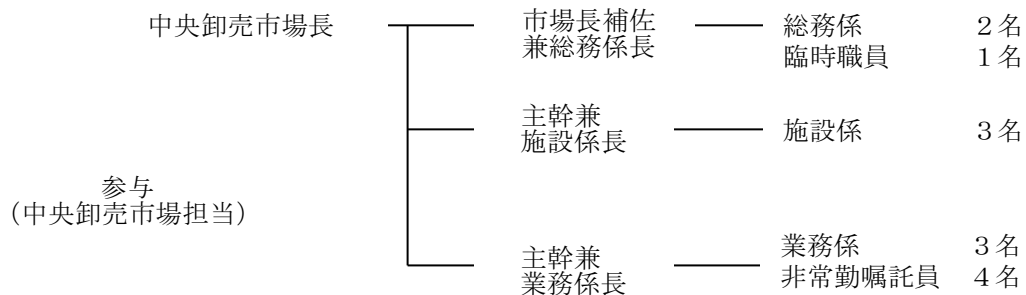 中央卸売市場長
市場長補佐
兼総務係長
総務係 2名
臨時職員 1名
主幹兼
施設係長
施設係 3名
参与
(中央卸売市場担当)
主幹兼
業務係長
業務係 3名
非常勤嘱託員 4名